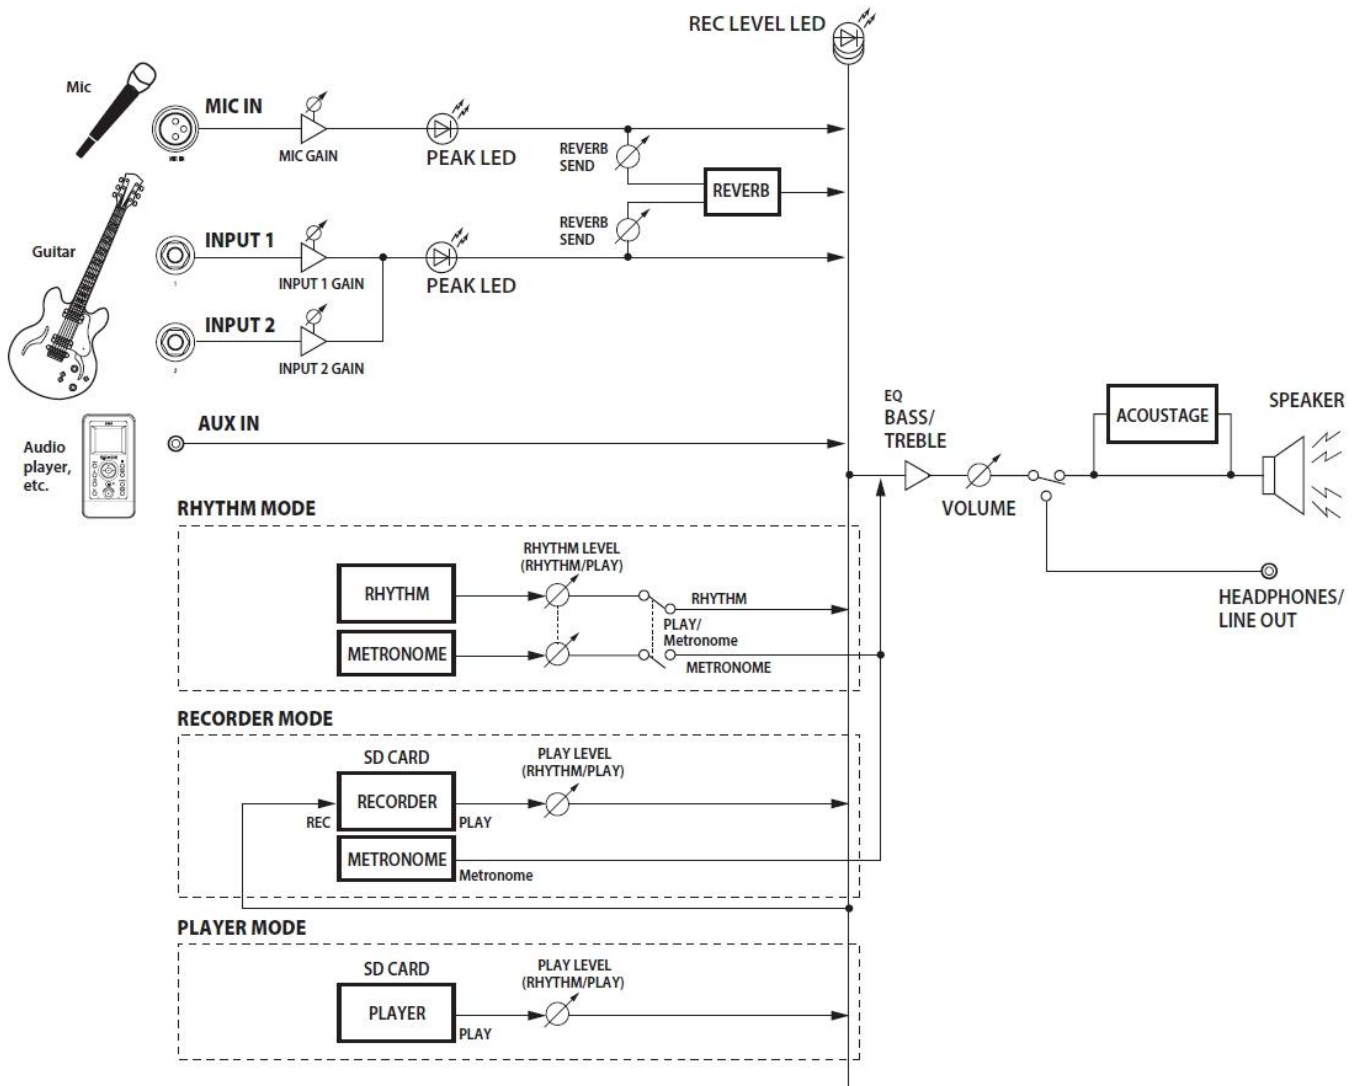 REC LEVEL LED
Mic
MIC IN
MIC IN
MIC GAIN
PEAK LED
REVERB
SEND
REVERB
REVERB
SEND
Guitar
INPUT 1
1
INPUT 1 GAIN
PEAK LED
INPUT 2
2
INPUT 2 GAIN
AUX IN
Audio
player,
etc.
EQ
BASS/
TREBLE
VOLUME
ACOUSTAGE
SPEAKER
HEADPHONES/
LINE OUT
RHYTHM MODE
RHYTHM LEVEL
(RHYTHM/PLAY)
RHYTHM
RHYTHM
PLAY/
Metronome
METRONOME
METRONOME
RECORDER MODE
SD CARD
PLAY LEVEL
(RHYTHM/PLAY)
RECORDER
REC
PLAY
METRONOME
Metronome
PLAYER MODE
SD CARD
PLAY LEVEL
(RHYTHM/PLAY)
PLAYER
PLAY